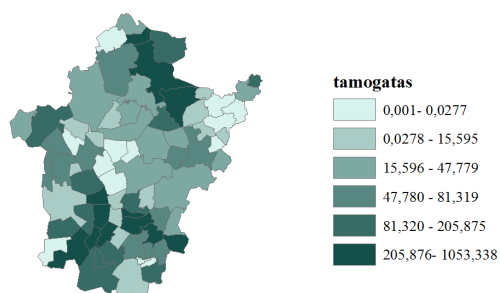 tamogatas
0,001- 0,0277
0,0278 - 15,595
15,596 - 47,779
47,780 - 81,319
81,320 - 205,875
205,876- 1053,338